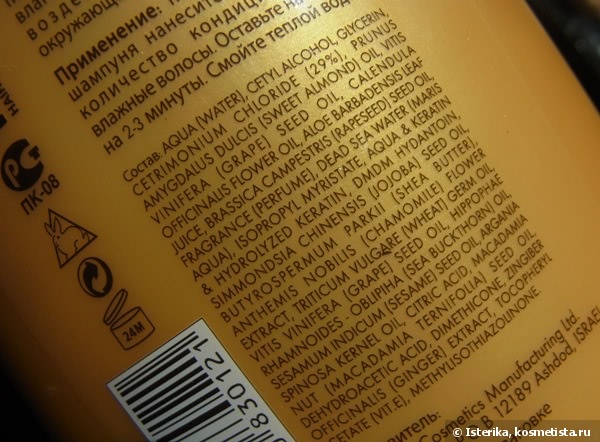 окружающей
Применение:
шампуня нанесите
количество кондиц
влажные волосы. Оставьте на
на 2-3 минуты. Смойте теплой водо
Состав: AQUA (WATER), CETYL ALCOHOL, GLYCERIN,
CETRIMONIUM CHLORIDE (29%), PRUNUS
AMYGDALUS DULCIS (SWEET ALMOND) OIL, VITIS
VINIFERA (GRAPE) SEED OIL, CALENDULA
OFFICINALIS FLOWER OIL, ALOE BARBADENSIS LEAF
JUICE, BRASSICA CAMPESTRIS (RAPESEED) SEED OIL,
FRAGRANCE (PERFUME), DEAD SEA WATER (MARIS
AQUA), ISOPROPYL MYRISTATE, AQUA & KERATIN
& HYDROLYZED KERATIN, DMDM HYDANTOIN,
SIMMONDSIA CHINENSIS (JOJOBA) SEED OIL,
BUTYROSPERMUM PARKII (SHEA BUTTER),
ANTHEMIS NOBILIS (CHAMOMILE) FLOWER
EXTRACT, TRITICUM VULGARE (WHEAT) GERM OIL,
VITIS VINIFERA (GRAPE) SEED OIL, HIPPOPHAE
RHAMNOIDES OBLIPIHA (SEA BUCKTHORN) OIL,
SESAMUM INDICUM (SESAME) SEED OIL, ARGANIA
SPINOSA KERNEL OIL, CITRIC ACID, MACADAMIA
NUT (MACADAMIA TERNIFOLIA) SEED OIL,
DEHYDROACETIC ACID, DIMETHICONE, ZINGIBER
OFFICINALIS (GINGER) EXTRACT, TOCOPHERYL
CETATE (VIT.E), METHYLISOTHIAZOLINONE
osmetics Manufacturing Ltd.
12189 Ashdod, ISRAEL
ПК-08
24M
830121
© Isterika, kosmetista.ru